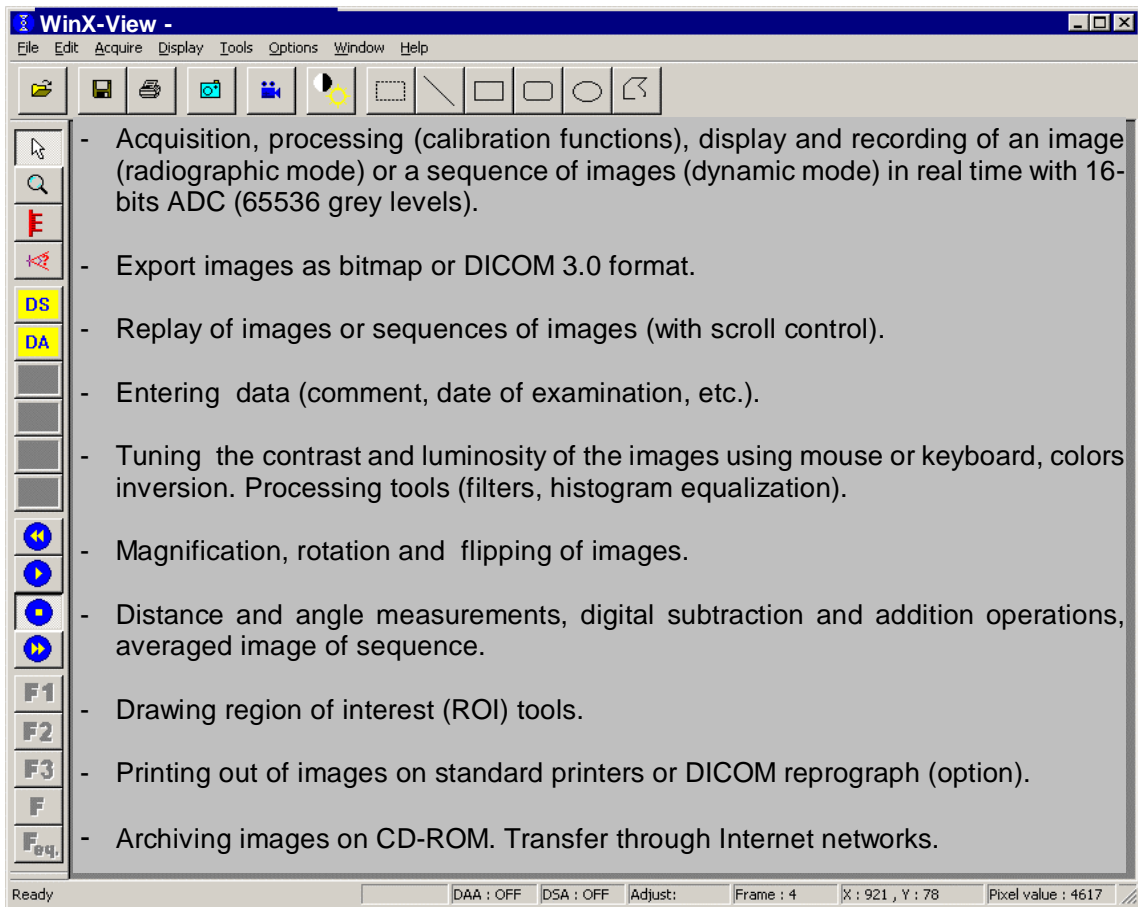 WinX-View -
File Edit Acquire Display Tools Options Window Help
- Acquisition, processing (calibration functions), display and recording of an image
(radiographic mode) or a sequence of images (dynamic mode) in real time with 16-
bits ADC (65536 grey levels).
- Export images as bitmap or DICOM 3.0 format.
DS
- Replay of images or sequences of images (with scroll control).
DA
- Entering data (comment, date of examination, etc.).
- Tuning the contrast and luminosity of the images using mouse or keyboard, colors
inversion. Processing tools (filters, histogram equalization).
- Magnification, rotation and flipping of images.
- Distance and angle measurements, digital subtraction and addition operations,
averaged image of sequence.
F1
- Drawing region of interest (ROI) tools.
F2
F3
- Printing out of images on standard printers or DICOM reprograph (option).
F
- Archiving images on CD-ROM. Transfer through Internet networks.
Feq.
Ready DAA : OFF DSA : OFF Adjust: Frame : 4 X : 921 , Y : 78 Pixel value : 4617